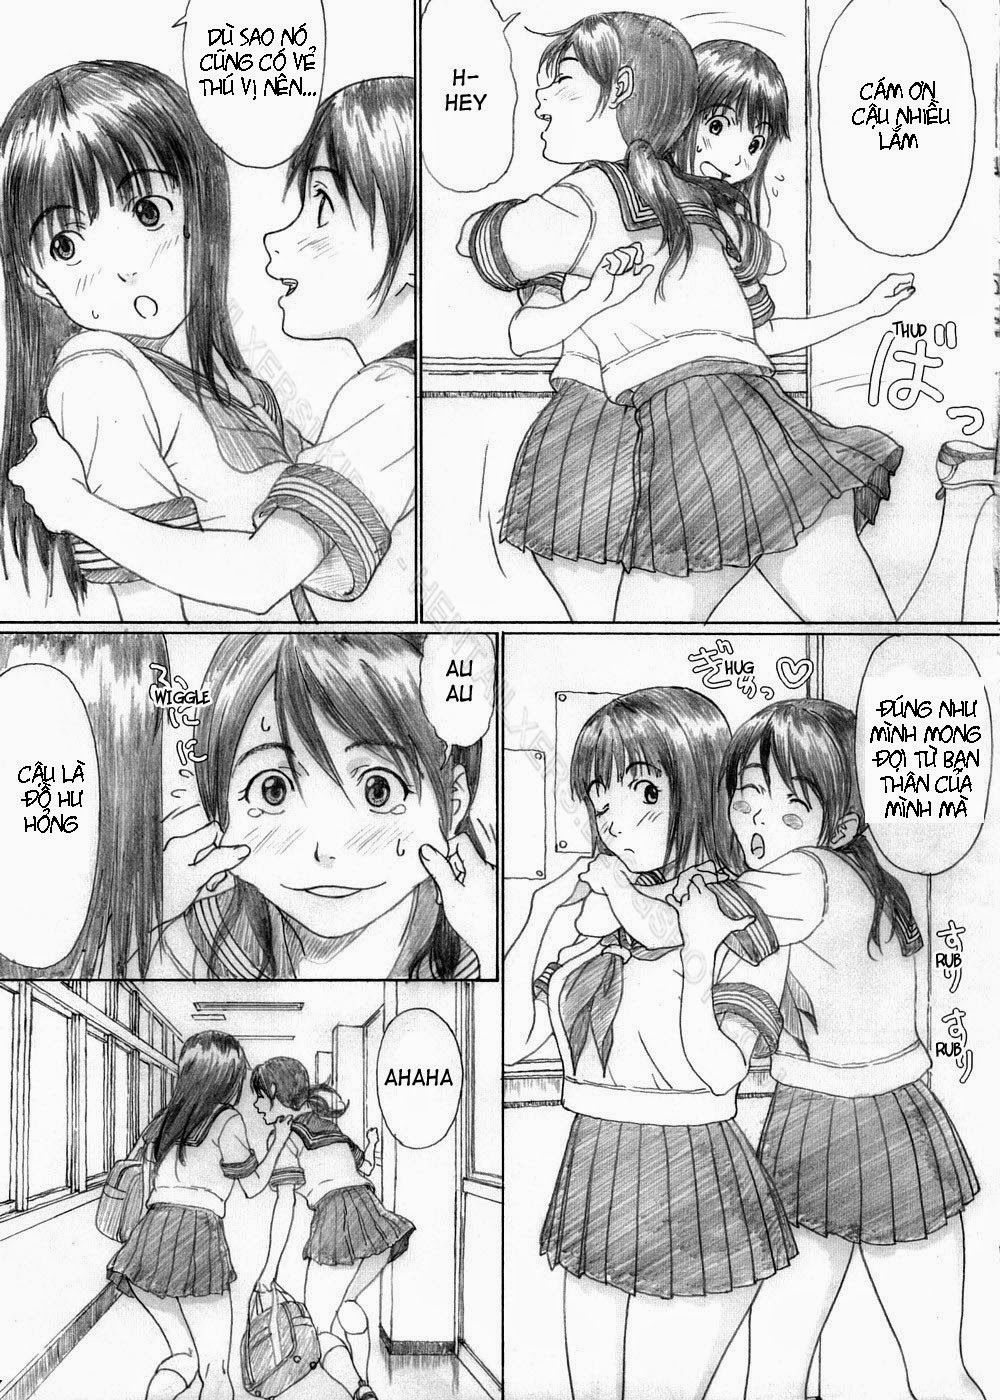 CÁM ƠN
CẬU NHIỀU
LẮM
H-
HEY
THUD
ばっ
DÙ SAO NÓ
CŨNG CÓ VẺ
THÚ VỊ NÊN...
ĐÚNG NHƯ
MÌNH MONG
ĐỢI TỪ BẠN
THÂN CỦA
MÌNH MÀ
HUG
ぎゅっ
RUB
すり
RUB
すり
AU
AU
WIGGLE
CẬU LÀ
ĐỒ HƯ
HỎNG
AHAHA